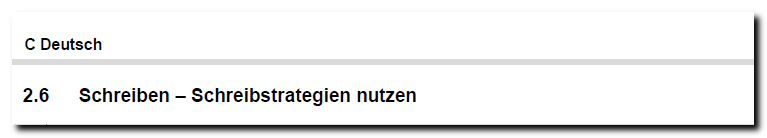 C Deutsch
2.6 Schreiben – Schreibstrategien nutzen